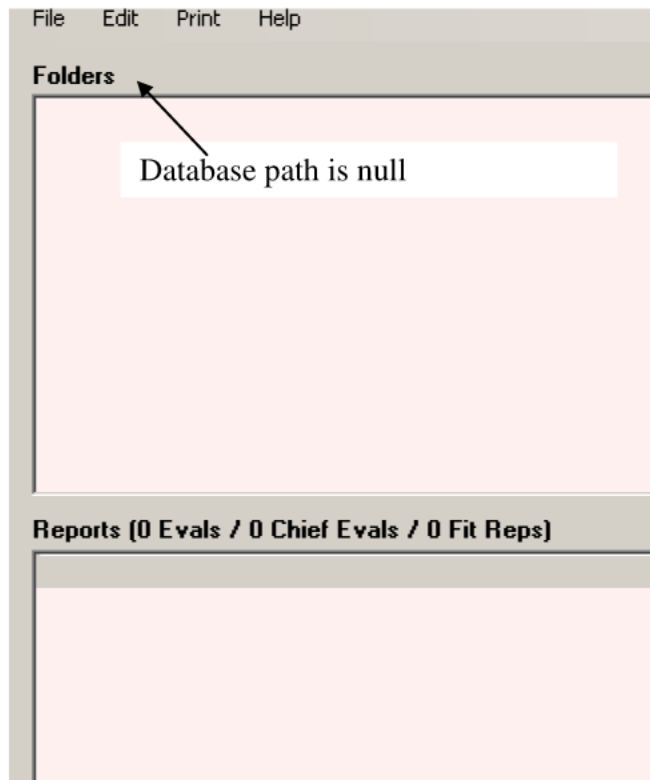 File Edit Print Help
Folders
Database path is null
Reports (0 Evals / 0 Chief Evals / 0 Fit Reps)